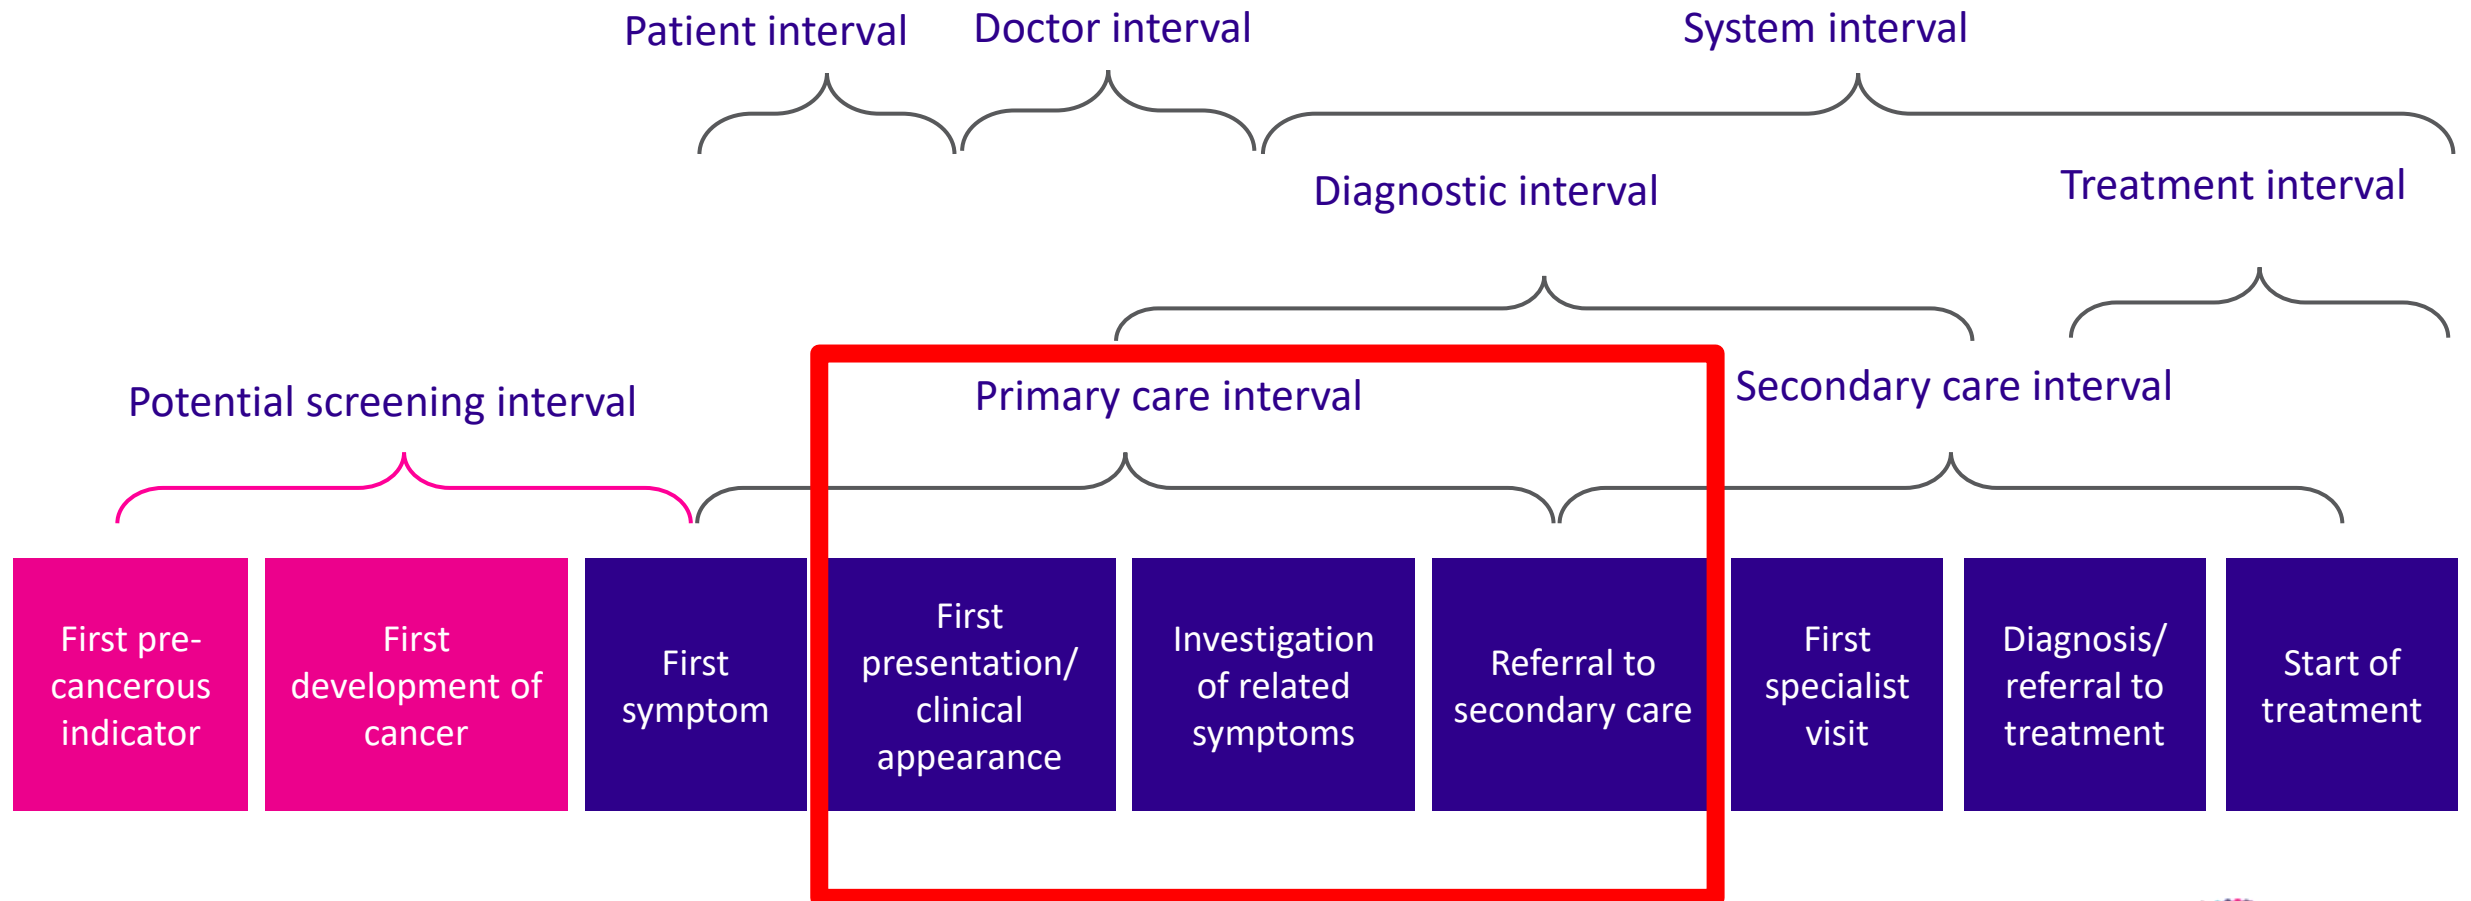 Patient interval
Doctor interval
System interval
Diagnostic interval
Treatment interval
Potential screening interval
Primary care interval
Secondary care interval
First pre-
cancerous
indicator
First
development of
cancer
First
symptom
First
presentation/
clinical
appearance
Investigation
of related
symptoms
Referral to
secondary care
First
specialist
visit
Diagnosis/
referral to
treatment
Start of
treatment